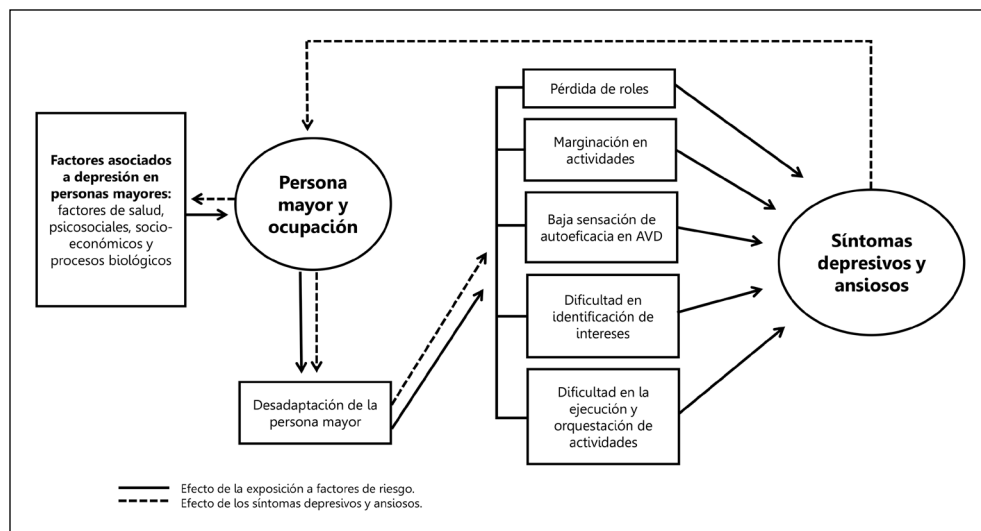 Factores asociados
a depresión en
personas mayores:
factores de salud,
psicosociales, socio-
económicos y
procesos biológicos
Persona
mayor y
ocupación
Desadaptación de la
persona mayor
Pérdida de roles
Marginación en
actividades
Baja sensación de
autoeficacia en AVD
Dificultad en
identificación de
intereses
Dificultad en la
ejecución y
orquestación de
actividades
Síntomas
depresivos y
ansiosos
Efecto de la exposición a factores de riesgo.
Efecto de los síntomas depresivos y ansiosos.